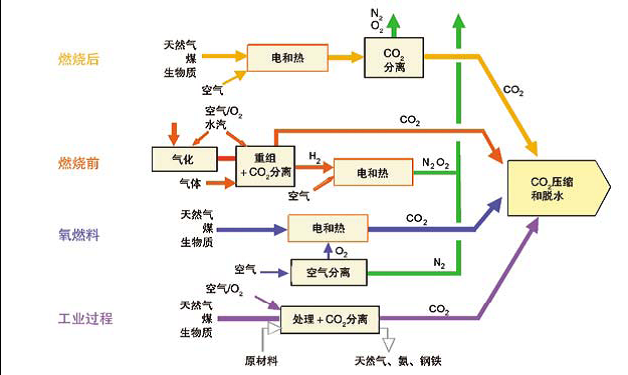 燃烧后
天然气
煤
生物质
空气
电和热
N₂
O₂
CO₂
分离
CO₂
燃烧前
空气/O₂
水汽
气化
气体
重组
+CO₂分离
H₂
空气
电和热
N₂ O₂
CO₂
CO₂压缩
和脱水
氧燃料
天然气
煤
生物质
电和热
CO₂
O₂
空气
空气分离
N₂
工业过程
空气/O₂
天然气
煤
生物质
处理+CO₂分离
CO₂
原材料
天然气、氨、钢铁